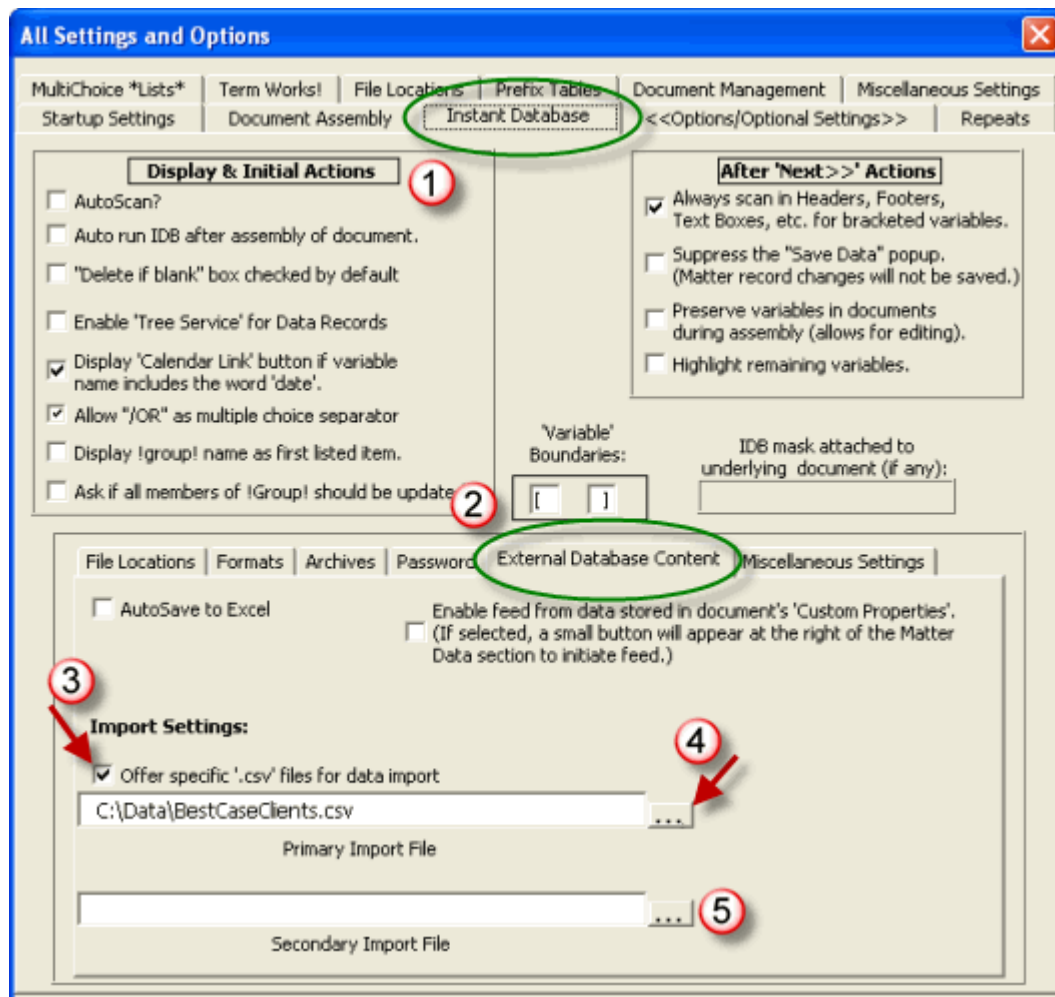 All Settings and Options
MultiChoice *Lists* Term Works! File Locations Prefix Tables Document Management Miscellaneous Settings
Startup Settings Document Assembly Instant Database <<Options/Optional Settings>> Repeats
Display & Initial Actions
1
AutoScan?
Auto run IDB after assembly of document.
"Delete if blank" box checked by default
Enable 'Tree Service' for Data Records
Display 'Calendar Link' button if variable
name includes the word 'date'.
Allow "/OR" as multiple choice separator
Display !group! name as first listed item.
Ask if all members of !Group! should be update
After 'Next>>' Actions
Always scan in Headers, Footers,
Text Boxes, etc. for bracketed variables.
Suppress the "Save Data" popup.
(Matter record changes will not be saved.)
Preserve variables in documents
during assembly (allows for editing).
Highlight remaining variables.
'Variable'
Boundaries:
[ ]
IDB mask attached to
underlying document (if any):
2
File Locations Formats Archives Password External Database Content Miscellaneous Settings
AutoSave to Excel
Enable feed from data stored in document's 'Custom Properties'.
(If selected, a small button will appear at the right of the Matter
Data section to initiate feed.)
3
Import Settings:
4
Offer specific '.csv' files for data import
C:\Data\BestCaseClients.csv ...
Primary Import File
... 5
Secondary Import File